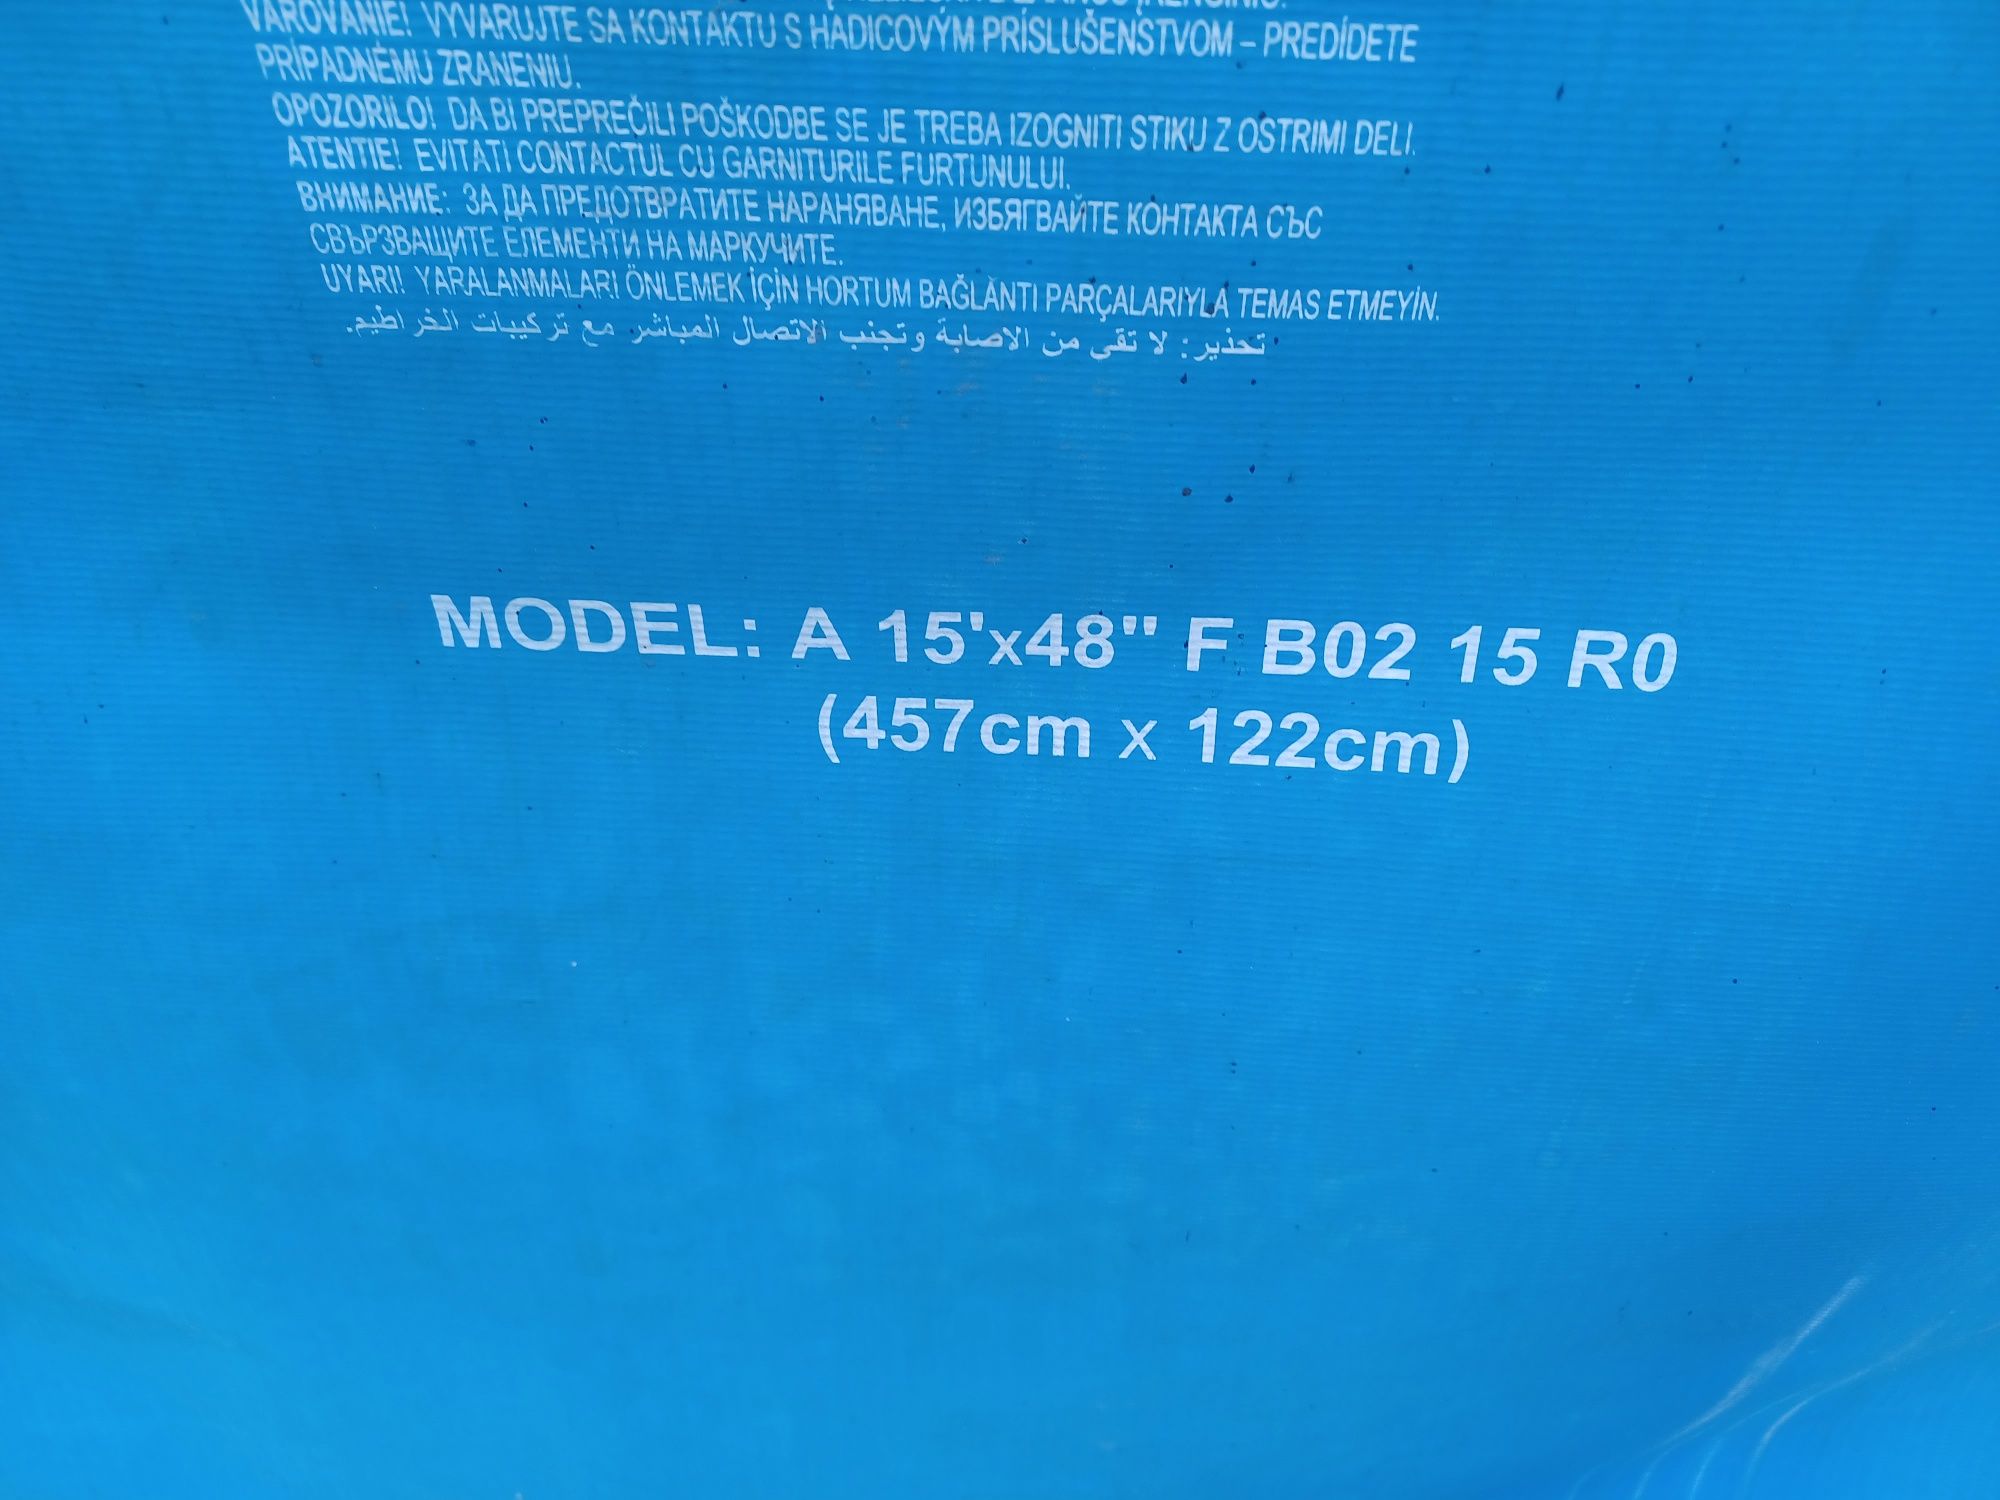 VAROVANIE! VYVARUJTE SA KONTAKTU S HADICOVÝM PRÍSLUŠENSTVOM – PREDÍDETE
PRÍPADNÉMU ZRANENIU.
OPOZORILO! DA BI PREPREČILI POŠKODBE SE JE TREBA IZOGNITI STIKU Z OSTRIMI DELI.
ATENTIE! EVITATI CONTACTUL CU GARNITURILE FURTUNULUI.
ВНИМАНИЕ: ЗА ДА ПРЕДОТВРАТИТЕ НАРАНЯВАНЕ, ИЗБЯГВАЙТЕ КОНТАКТА СЪС
СВЪРЗВАЩИТЕ ЕЛЕМЕНТИ НА МАРКУЧИТЕ.
UYARI! YARALANMALARI ÖNLEMEK İÇİN HORTUM BAĞLANTI PARÇALARIYLA TEMAS ETMEYİN.
تحذير: لا تقى من الاصابة وتجنب الاتصال المباشر مع تركيبات الخراطيم.
MODEL: A 15'x48" F B02 15 R0
(457cm x 122cm)